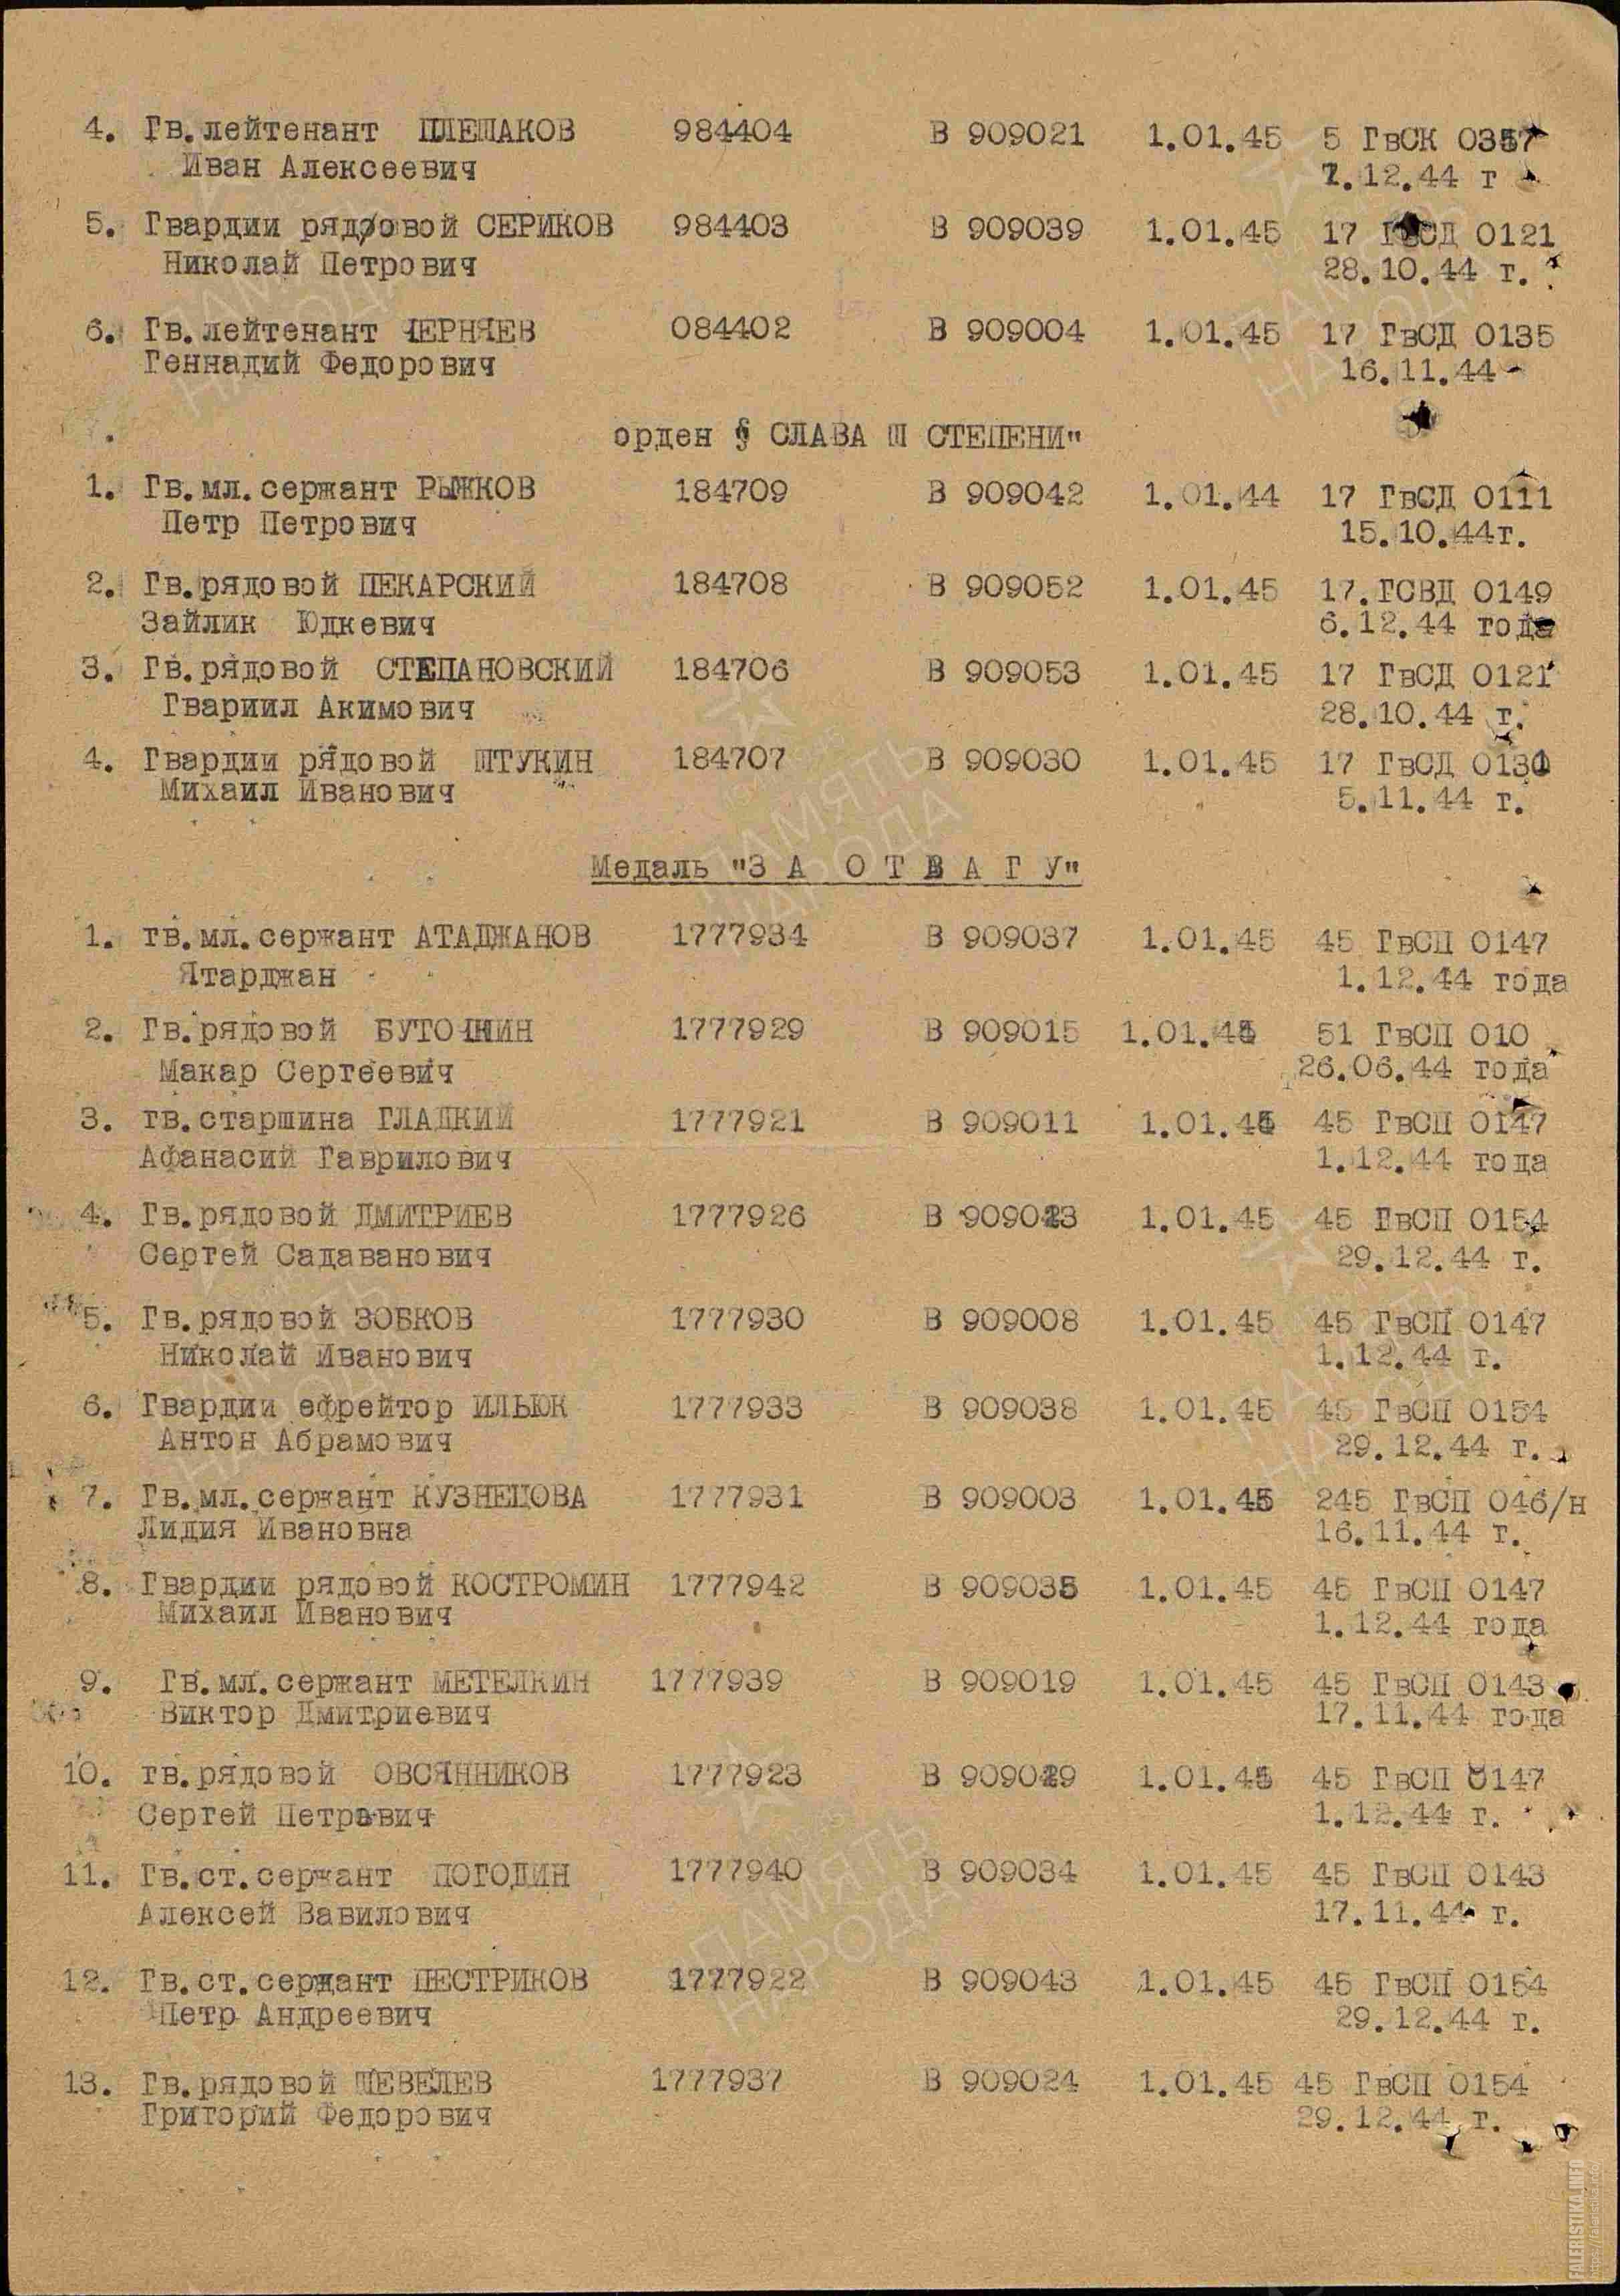 4. Гв.лейтенант ПЛЕШАКОВ 984404 В 909021 1.01.45 5 ГвСК 0357
Иван Алексеевич 7.12.44 г
5. Гвардии рядовой СЕРИКОВ 984403 В 909039 1.01.45 17 ГвСД 0121
Николай Петрович 28.10.44 г.
6. Гв.лейтенант ЧЕРНЯЕВ 084402 В 909004 1.01.45 17 ГвСД 0135
Геннадий Федорович 16.11.44
орден § СЛАВА Ш СТЕПЕНИ"
1. Гв.мл.сержант РЫЖКОВ 184709 В 909042 1.01.44 17 ГвСД 0111
Петр Петрович 15.10.44г.
2. Гв.рядовой ПЕКАРСКИЙ 184708 В 909052 1.01.45 17.ГСВД 0149
Зайлик Юдкевич 6.12.44 года
3. Гв.рядовой СТЕПАНОВСКИЙ 184706 В 909053 1.01.45 17 ГвСД 0121
Гвариил Акимович 28.10.44 г.
4. Гвардии рядовой ШТУКИН 184707 В 909030 1.01.45 17 ГвСД
Михаил Иванович 5.11.44 г.
Медаль "З А О Т В А Г У"
1. гв.мл.сержант АТАДЖАНОВ 1777934 В 909037 1.01.45 45 ГвСП 0147
Ятарджан 1.12.44 года
2. Гв.рядовой БУТОЧКИН 1777929 В 909015 1.01.45 51 ГвСП 010
Макар Сергеевич 26.06.44 года
3. гв.старшина ГЛАДКИЙ 1777921 В 909011 1.01.45 45 ГвСП 0147
Афанасий Гаврилович 1.12.44 года
4. Гв.рядовой ДМИТРИЕВ 1777926 В 1.01.45 45 ГвСП 0154
Сергей Садаванович 29.12.44 г.
5. Гв.рядовой ЗОБКОВ 1777930 В 909008 1.01.45 45 ГвСП 0147
Николай Иванович 1.12.44 г.
6. Гвардии ефрейтор ИЛЬЮК 1777933 В 909038 1.01.45 45 ГвСП 0154
Антон Абрамович 29.12.44 г.
7. Гв.мл.сержант КУЗНЕЦОВА 1777931 В 909003 1.01.45 245 ГвСП 046/н
Лидия Ивановна 16.11.44 г.
8. Гвардии рядовой КОСТРОМИН 1777942 В 909035 1.01.45 45 ГвСП 0147
Михаил Иванович 1.12.44 года
9. Гв.мл.сержант МЕТЕЛКИН 1777939 В 909019 1.01.45 45 ГвСП 0143
Виктор Дмитриевич 17.11.44 года
10. гв.рядовой ОВСЯННИКОВ 1777923 В 1.01.45 45 ГвСП 0147
Сергей Петрович 1.12.44 г.
11. Гв.ст.сержант ПОГОДИН 1777940 В 909034 1.01.45 45 ГвСП 0143
Алексей Вавилович 17.11.44 г.
12. Гв.ст.сержант ПЕСТРИКОВ 1777922 В 909043 1.01.45 45 ГвСП 0154
Петр Андреевич 29.12.44 г.
13. Гв.рядовой ШЕВЕЛЕВ 1777937 В 909024 1.01.45 45 ГвСП 0154
Григорий Федорович 29.12.44 г.
ПАМЯТЬ
НАРОДА
FALERISTIKA.INFO
https://faleristika.info